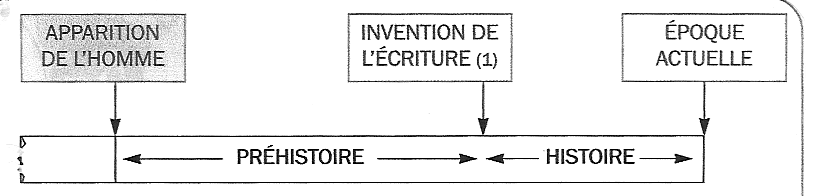 APPARITION
DE L'HOMME
INVENTION DE
L'ÉCRITURE (1)
ÉPOQUE
ACTUELLE
PRÉHISTOIRE
HISTOIRE